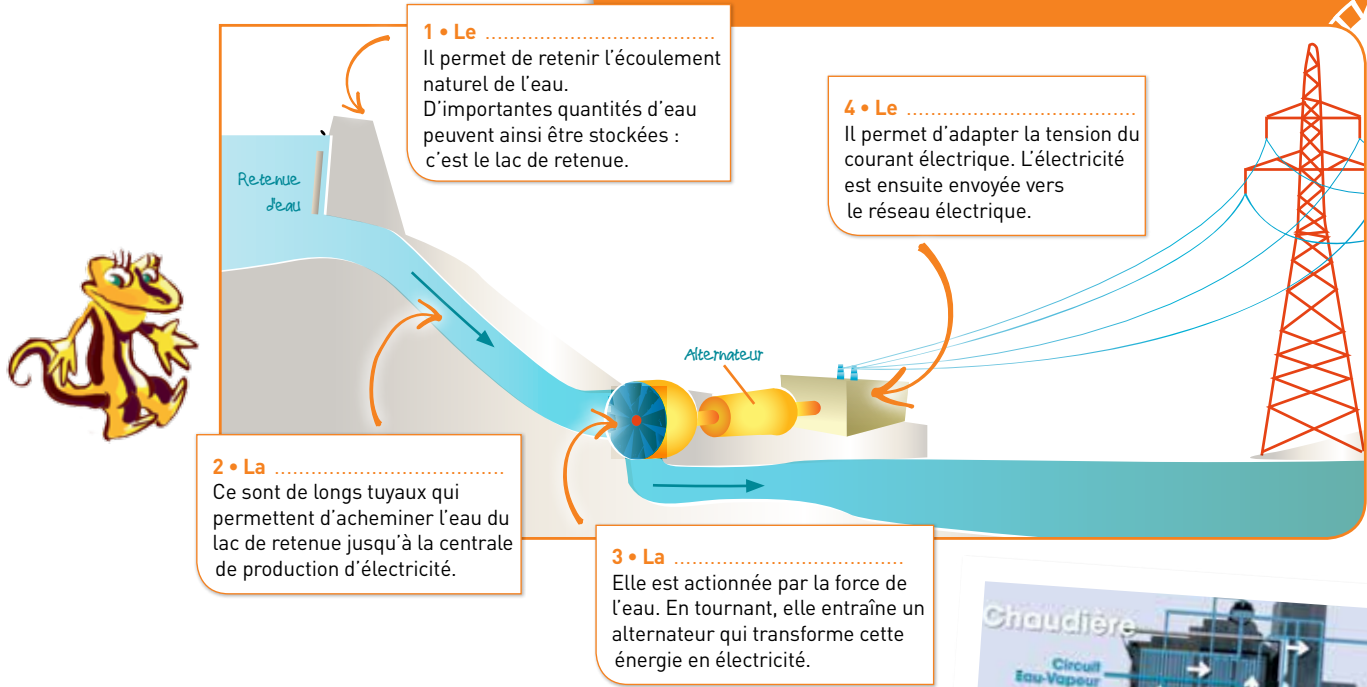 1 • Le ...................................
Il permet de retenir l'écoulement
naturel de l'eau.
D'importantes quantités d'eau
peuvent ainsi être stockées :
c'est le lac de retenue.
4 • Le ...................................
Il permet d'adapter la tension du
courant électrique. L'électricité
est ensuite envoyée vers
le réseau électrique.
Retenue
d'eau
Alternateur
2 • La ...................................
Ce sont de longs tuyaux qui
permettent d'acheminer l'eau du
lac de retenue jusqu'à la centrale
de production d'électricité.
3 • La ...................................
Elle est actionnée par la force de
l'eau. En tournant, elle entraîne un
alternateur qui transforme cette
énergie en électricité.
Chaudière
Circuit
Eau-Vapeur